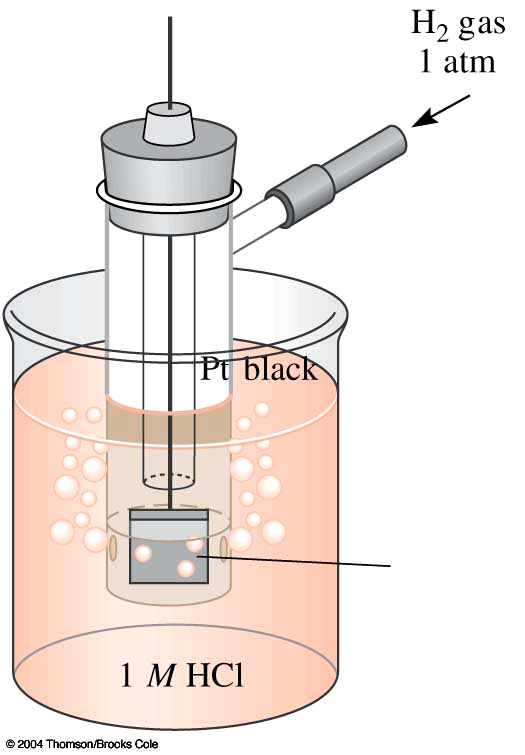 H₂ gas
1 atm
Pt black
1 M HCl
© 2004 Thomson/Brooks Cole